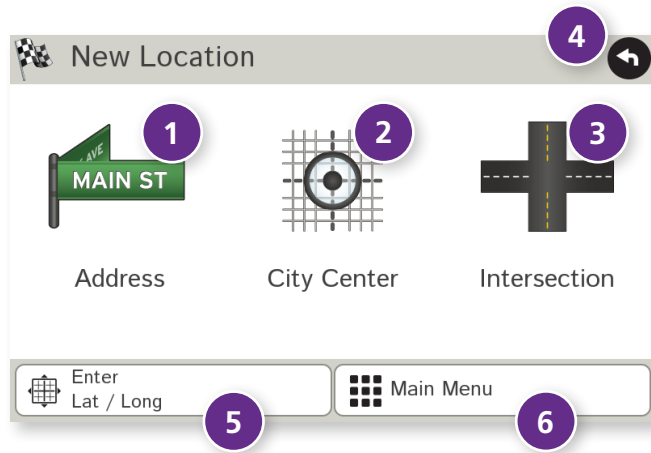 New Location
4
1
2
3
AVE
MAIN ST
Address
City Center
Intersection
Enter
Lat / Long
Main Menu
5
6